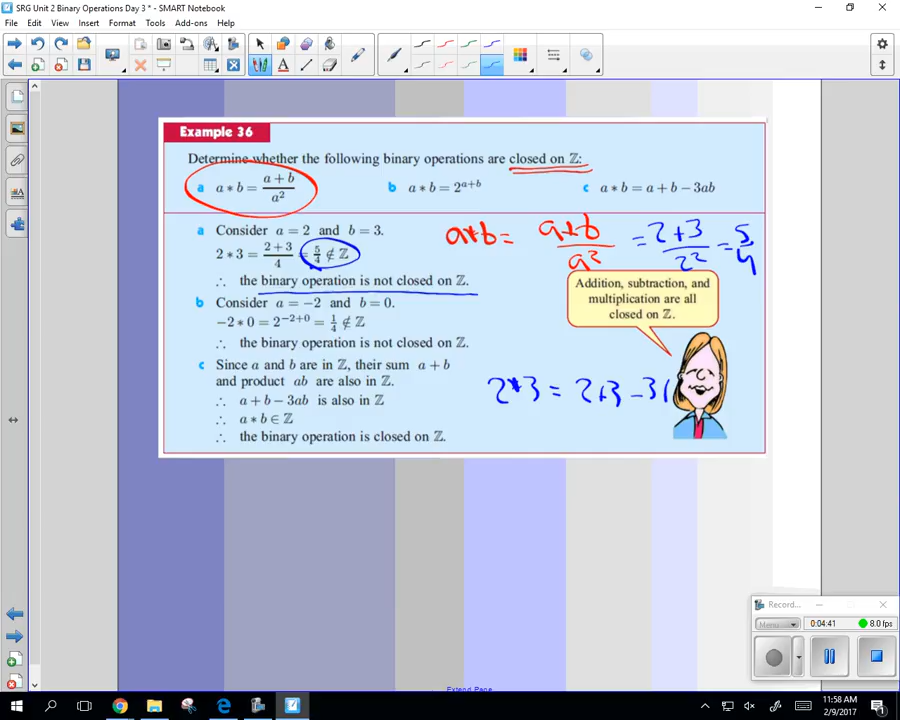 SRG Unit 2 Binary Operations Day 3 * - SMART Notebook
File Edit View Insert Format Tools Add-ons Help
Example 36
Determine whether the following binary operations are closed on ℤ:
a a * b = (a + b)/a² b a * b = 2^(a+b) c a * b = a + b − 3ab
a Consider a = 2 and b = 3.
2 * 3 = (2 + 3)/4 = 5/4 ∉ ℤ
∴ the binary operation is not closed on ℤ.
b Consider a = −2 and b = 0.
−2 * 0 = 2^(−2+0) = 1/4 ∉ ℤ
∴ the binary operation is not closed on ℤ.
c Since a and b are in ℤ, their sum a + b
and product ab are also in ℤ.
∴ a + b − 3ab is also in ℤ
∴ a * b ∈ ℤ
∴ the binary operation is closed on ℤ.
a*b = (a+b)/a² = (2+3)/2² = 5/4
Addition, subtraction, and
multiplication are all
closed on ℤ.
2*3 = 2+3 −3(
Extend Page
Record...
Menu
0:04:41 8.0 fps
11:58 AM
2/9/2017
1